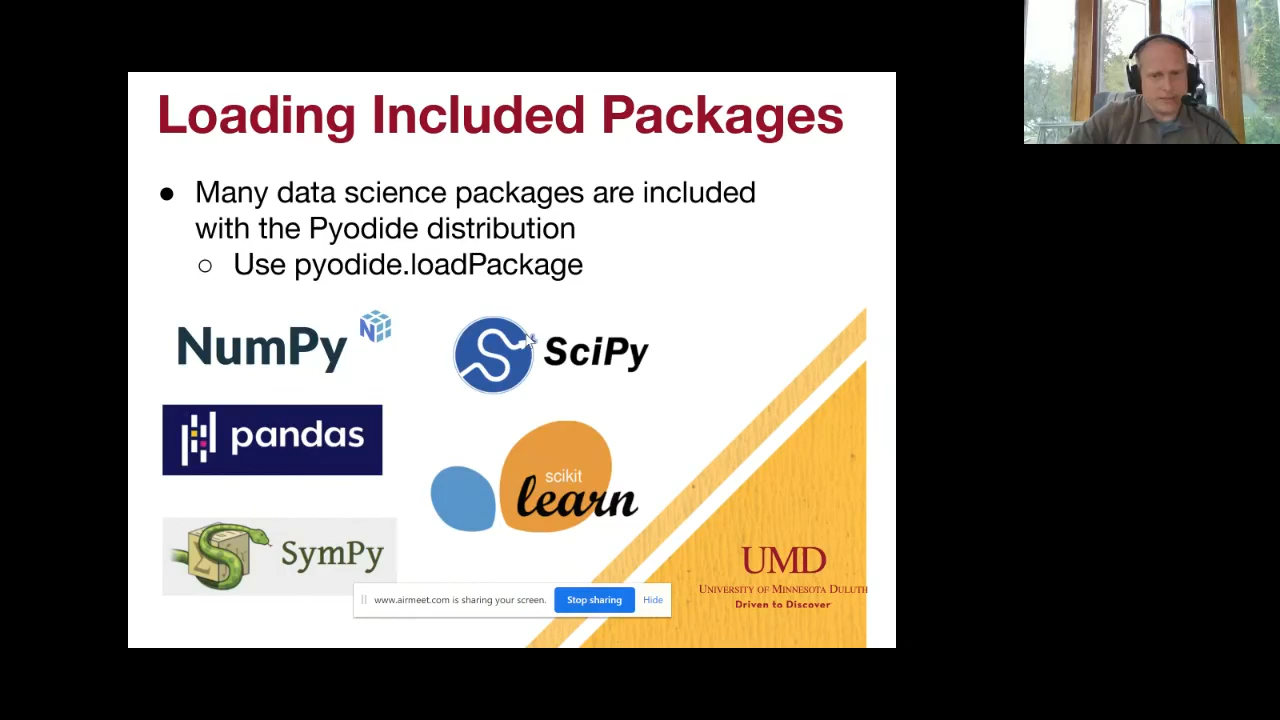 Loading Included Packages
● Many data science packages are included
with the Pyodide distribution
○ Use pyodide.loadPackage
NumPy
SciPy
pandas
scikit
learn
SymPy
www.airmeet.com is sharing your screen. Stop sharing Hide
UMD
UNIVERSITY OF MINNESOTA DULUTH
Driven to Discover